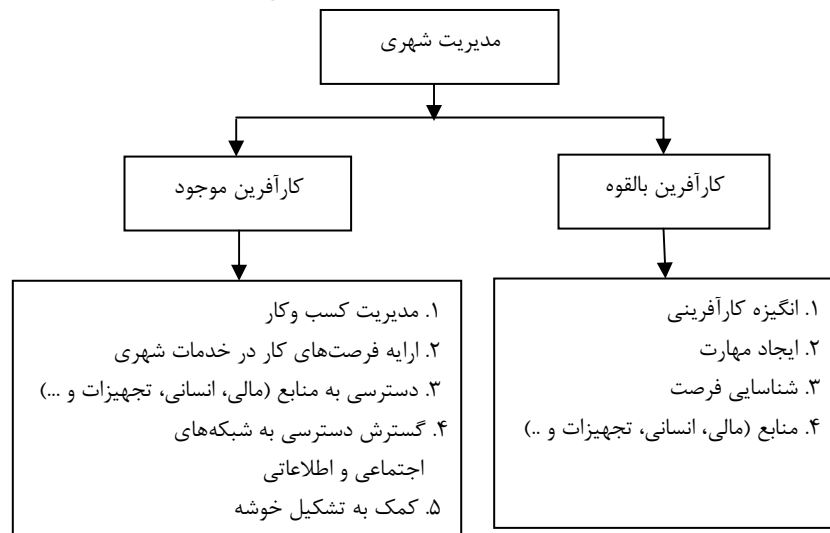 مدیریت شهری
کارآفرین بالقوه
کارآفرین موجود
۱. انگیزه کارآفرینی
۲. ایجاد مهارت
۳. شناسایی فرصت
۴. منابع (مالی، انسانی، تجهیزات و ..)
۱. مدیریت کسب وکار
۲. ارایه فرصت‌های کار در خدمات شهری
۳. دسترسی به منابع (مالی، انسانی، تجهیزات و ...)
۴. گسترش دسترسی به شبکه‌های
اجتماعی و اطلاعاتی
۵. کمک به تشکیل خوشه